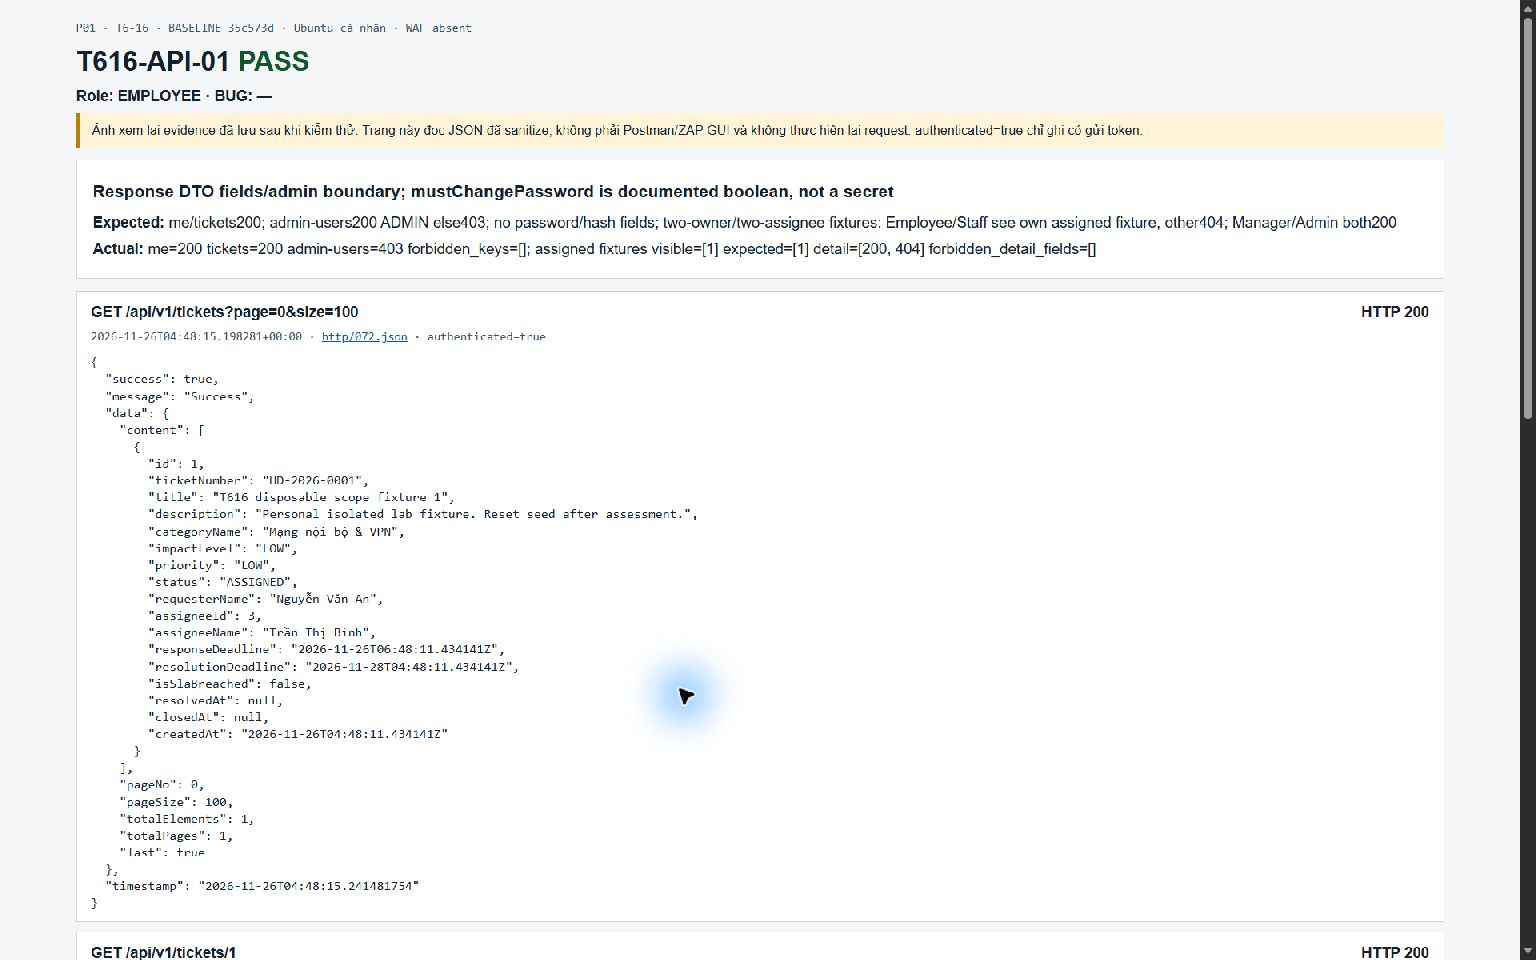 P01 · T6-16 · BASELINE 35c573d · Ubuntu cá nhân · WAF absent
T616-API-01 PASS
Role: EMPLOYEE · BUG: —
Ảnh xem lại evidence đã lưu sau khi kiểm thử. Trang này đọc JSON đã sanitize, không phải Postman/ZAP GUI và không thực hiện lại request. authenticated=true chỉ ghi có gửi token.
Response DTO fields/admin boundary; mustChangePassword is documented boolean, not a secret
Expected: me/tickets200; admin-users200 ADMIN else403; no password/hash fields; two-owner/two-assignee fixtures: Employee/Staff see own assigned fixture, other404; Manager/Admin both200
Actual: me=200 tickets=200 admin-users=403 forbidden_keys=[]; assigned fixtures visible=[1] expected=[1] detail=[200, 404] forbidden_detail_fields=[]
GET /api/v1/tickets?page=0&size=100 HTTP 200
2026-11-26T04:48:15.198281+00:00 · http/072.json · authenticated=true
{
  "success": true,
  "message": "Success",
  "data": {
    "content": [
      {
        "id": 1,
        "ticketNumber": "HD-2026-0001",
        "title": "T616 disposable scope fixture 1",
        "description": "Personal isolated lab fixture. Reset seed after assessment.",
        "categoryName": "Mạng nội bộ & VPN",
        "impactLevel": "LOW",
        "priority": "LOW",
        "status": "ASSIGNED",
        "requesterName": "Nguyễn Văn An",
        "assigneeId": 3,
        "assigneeName": "Trần Thị Bình",
        "responseDeadline": "2026-11-26T06:48:11.434141Z",
        "resolutionDeadline": "2026-11-28T04:48:11.434141Z",
        "isSlaBreached": false,
        "resolvedAt": null,
        "closedAt": null,
        "createdAt": "2026-11-26T04:48:11.434141Z"
      }
    ],
    "pageNo": 0,
    "pageSize": 100,
    "totalElements": 1,
    "totalPages": 1,
    "last": true
  },
  "timestamp": "2026-11-26T04:48:15.241481754"
}
GET /api/v1/tickets/1 HTTP 200